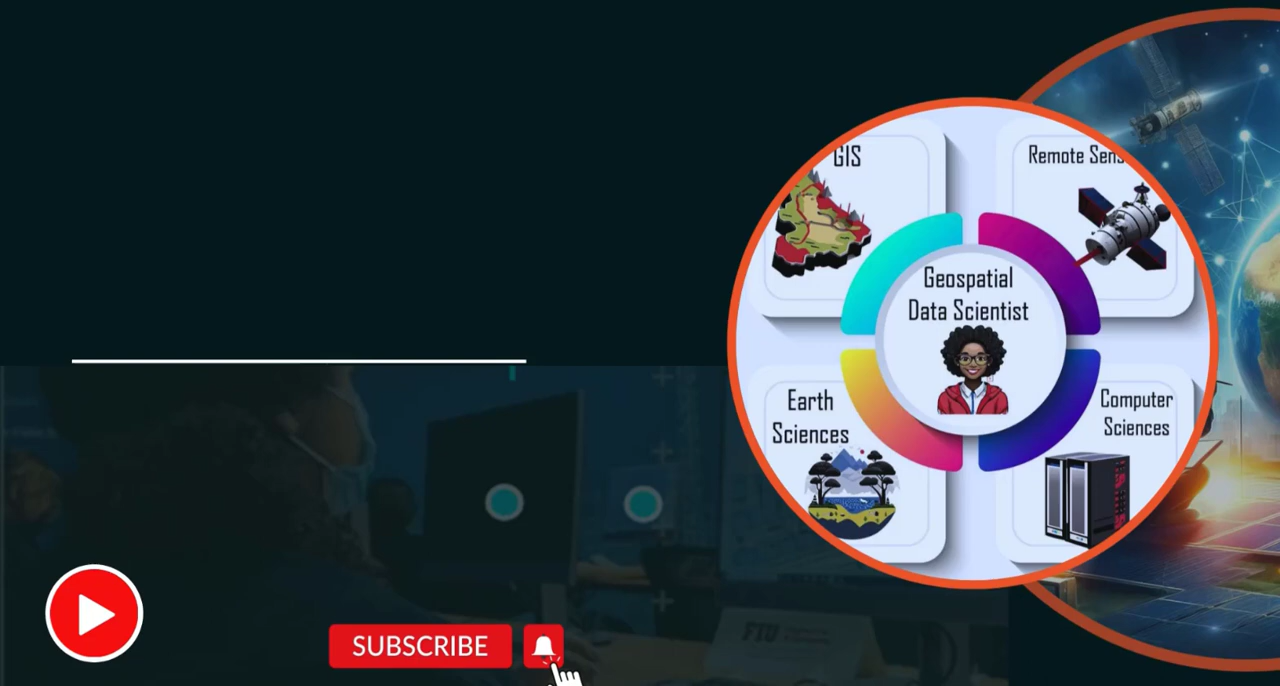 GIS
Remote Sens
Geospatial
Data Scientist
Earth
Sciences
Computer
Sciences
SUBSCRIBE